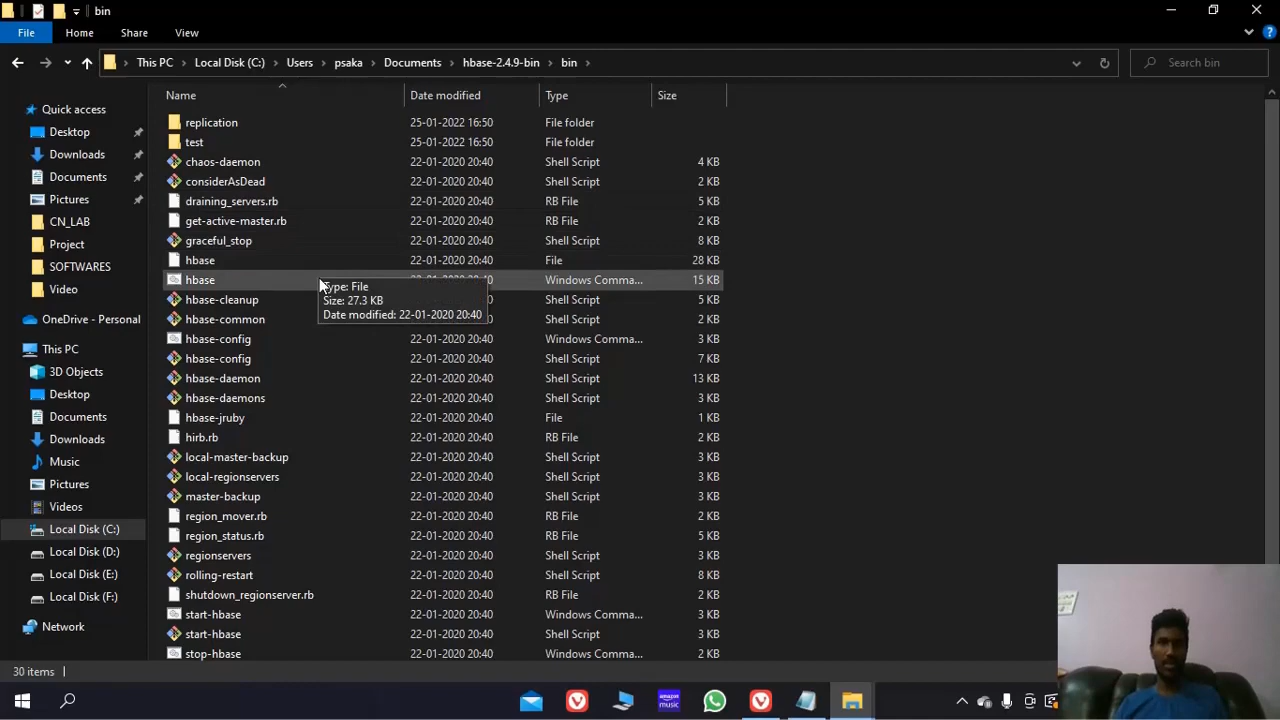 bin
File Home Share View
This PC Local Disk (C:) Users psaka Documents hbase-2.4.9-bin bin Search bin
Name Date modified Type Size
Quick access
Desktop
Downloads
Documents
Pictures
CN_LAB
Project
SOFTWARES
Video
OneDrive - Personal
This PC
3D Objects
Desktop
Documents
Downloads
Music
Pictures
Videos
Local Disk (C:)
Local Disk (D:)
Local Disk (E:)
Local Disk (F:)
Network
replication 25-01-2022 16:50 File folder
test 25-01-2022 16:50 File folder
chaos-daemon 22-01-2020 20:40 Shell Script 4 KB
considerAsDead 22-01-2020 20:40 Shell Script 2 KB
draining_servers.rb 22-01-2020 20:40 RB File 5 KB
get-active-master.rb 22-01-2020 20:40 RB File 2 KB
graceful_stop 22-01-2020 20:40 Shell Script 8 KB
hbase 22-01-2020 20:40 File 28 KB
hbase 22-01-2020 20:40 Windows Comma... 15 KB
ype: File
Size: 27.3 KB
Date modified: 22-01-2020 20:40
hbase-cleanup Shell Script 5 KB
hbase-common Shell Script 2 KB
hbase-config 22-01-2020 20:40 Windows Comma... 3 KB
hbase-config 22-01-2020 20:40 Shell Script 7 KB
hbase-daemon 22-01-2020 20:40 Shell Script 13 KB
hbase-daemons 22-01-2020 20:40 Shell Script 3 KB
hbase-jruby 22-01-2020 20:40 File 1 KB
hirb.rb 22-01-2020 20:40 RB File 9 KB
local-master-backup 22-01-2020 20:40 Shell Script 3 KB
local-regionservers 22-01-2020 20:40 Shell Script 3 KB
master-backup 22-01-2020 20:40 Shell Script 3 KB
region_mover.rb 22-01-2020 20:40 RB File 2 KB
region_status.rb 22-01-2020 20:40 RB File 5 KB
regionservers 22-01-2020 20:40 Shell Script 3 KB
rolling-restart 22-01-2020 20:40 Shell Script 8 KB
shutdown_regionserver.rb 22-01-2020 20:40 RB File 2 KB
start-hbase 22-01-2020 20:40 Windows Comma... 2 KB
start-hbase 22-01-2020 20:40 Shell Script 3 KB
stop-hbase 22-01-2020 20:40 Windows Comma... 2 KB
30 items
amazon music